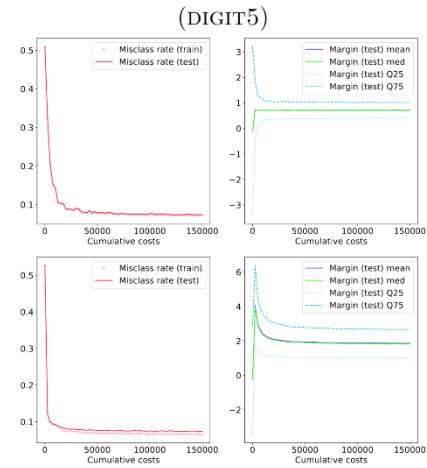 (DIGIT5)
Misclass rate (train)
Misclass rate (test)
0.5
0.4
0.3
0.2
0.1
0 50000 100000 150000
Cumulative costs
Margin (test) mean
Margin (test) med
Margin (test) Q25
Margin (test) Q75
3
2
1
0
−1
−2
−3
0 50000 100000 150000
Cumulative costs
Misclass rate (train)
Misclass rate (test)
0.5
0.4
0.3
0.2
0.1
0 50000 100000 150000
Cumulative costs
Margin (test) mean
Margin (test) med
Margin (test) Q25
Margin (test) Q75
6
4
2
0
−2
0 50000 100000 150000
Cumulative costs